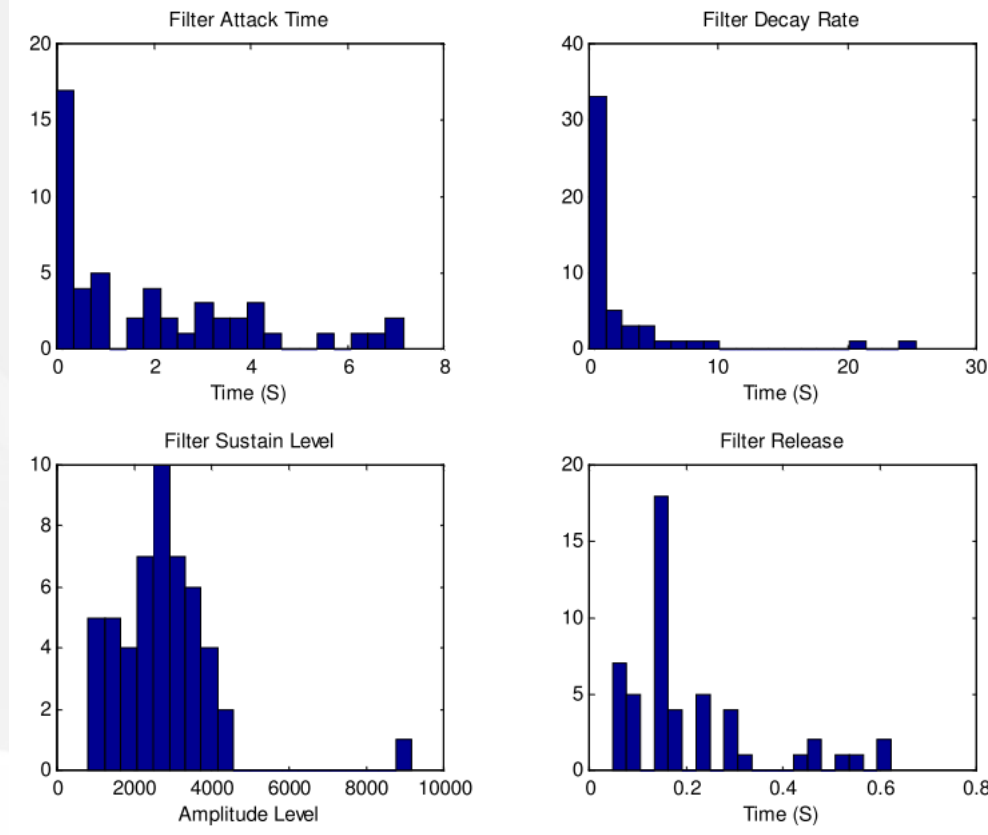 Filter Attack Time
20
15
10
5
0
0 2 4 6 8
Time (S)
Filter Decay Rate
40
30
20
10
0
0 10 20 30
Time (S)
Filter Sustain Level
10
8
6
4
2
0
0 2000 4000 6000 8000 10000
Amplitude Level
Filter Release
20
15
10
5
0
0 0.2 0.4 0.6 0.8
Time (S)